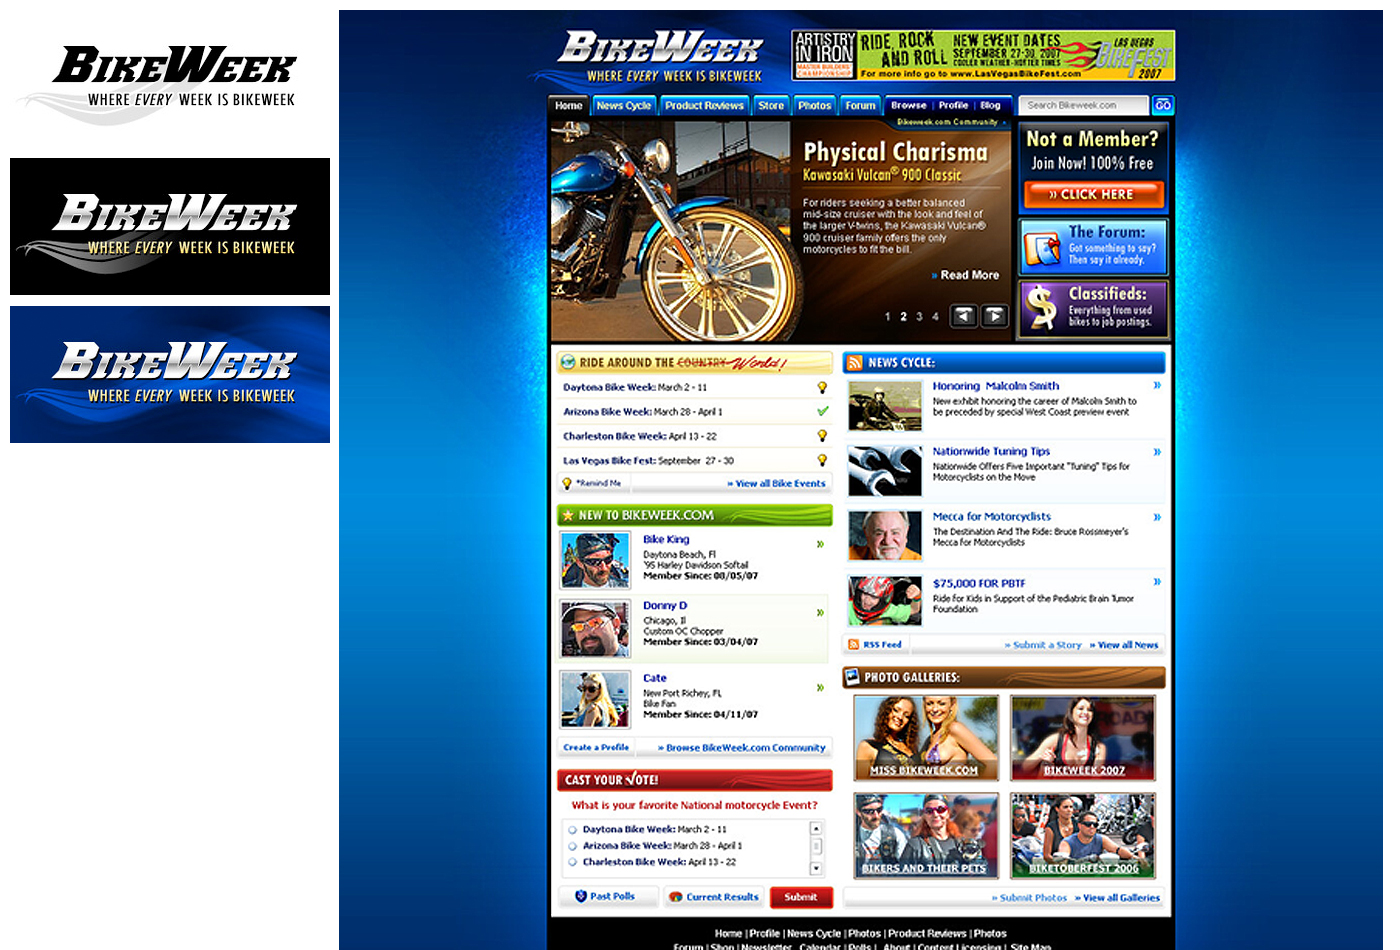 BIKEWEEK
WHERE EVERY WEEK IS BIKEWEEK
BIKEWEEK
WHERE EVERY WEEK IS BIKEWEEK
BIKEWEEK
WHERE EVERY WEEK IS BIKEWEEK
BIKEWEEK
WHERE EVERY WEEK IS BIKEWEEK
ARTISTRY IN IRON
MASTER BUILDERS' CHAMPIONSHIP
RIDE, ROCK AND ROLL
NEW EVENT DATES
SEPTEMBER 27-30, 2007
COOLER WEATHER - HOTTER TIMES
For more info go to www.LasVegasBikeFest.com
LAS VEGAS
BIKEFEST
2007
Home News Cycle Product Reviews Store Photos Forum Browse | Profile | Blog
Search Bikeweek.com GO
Bikeweek.com Community
Physical Charisma
Kawasaki Vulcan® 900 Classic
For riders seeking a better balanced
mid-size cruiser with the look and feel of
the larger V-twins, the Kawasaki Vulcan®
900 cruiser family offers the only
motorcycles to fit the bill.
» Read More
1 2 3 4
Not a Member?
Join Now! 100% Free
» CLICK HERE
The Forum:
Got something to say?
Then say it already.
Classifieds:
Everything from used
bikes to job postings.
RIDE AROUND THE COUNTRY World!
Daytona Bike Week: March 2 - 11
Arizona Bike Week: March 28 - April 1
Charleston Bike Week: April 13 - 22
Las Vegas Bike Fest: September 27 - 30
*Remind Me » View all Bike Events
NEW TO BIKEWEEK.COM
Bike King »
Daytona Beach, Fl
'95 Harley Davidson Softail
Member Since: 08/05/07
Donny D »
Chicago, Il
Custom OC Chopper
Member Since: 03/04/07
Cate »
New Port Richey, FL
Bike Fan
Member Since: 04/11/07
Create a Profile » Browse BikeWeek.com Community
CAST YOUR VOTE!
What is your favorite National motorcycle Event?
Daytona Bike Week: March 2 - 11
Arizona Bike Week: March 28 - April 1
Charleston Bike Week: April 13 - 22
Past Polls Current Results Submit
NEWS CYCLE:
Honoring Malcolm Smith »
New exhibit honoring the career of Malcolm Smith to
be preceded by special West Coast preview event
Nationwide Tuning Tips »
Nationwide Offers Five Important "Tuning" Tips for
Motorcyclists on the Move
Mecca for Motorcyclists »
The Destination And The Ride: Bruce Rossmeyer's
Mecca for Motorcyclists
$75,000 FOR PBTF »
Ride for Kids in Support of the Pediatric Brain Tumor
Foundation
RSS Feed » Submit a Story » View all News
PHOTO GALLERIES:
MISS BIKEWEEK.COM
BIKEWEEK 2007
BIKERS AND THEIR PETS
BIKETOBERFEST 2006
» Submit Photos » View all Galleries
Home | Profile | News Cycle | Photos | Product Reviews | Photos
Forum | Shop | Newsletter Calendar | Polls | About | Content Licensing | Site Map